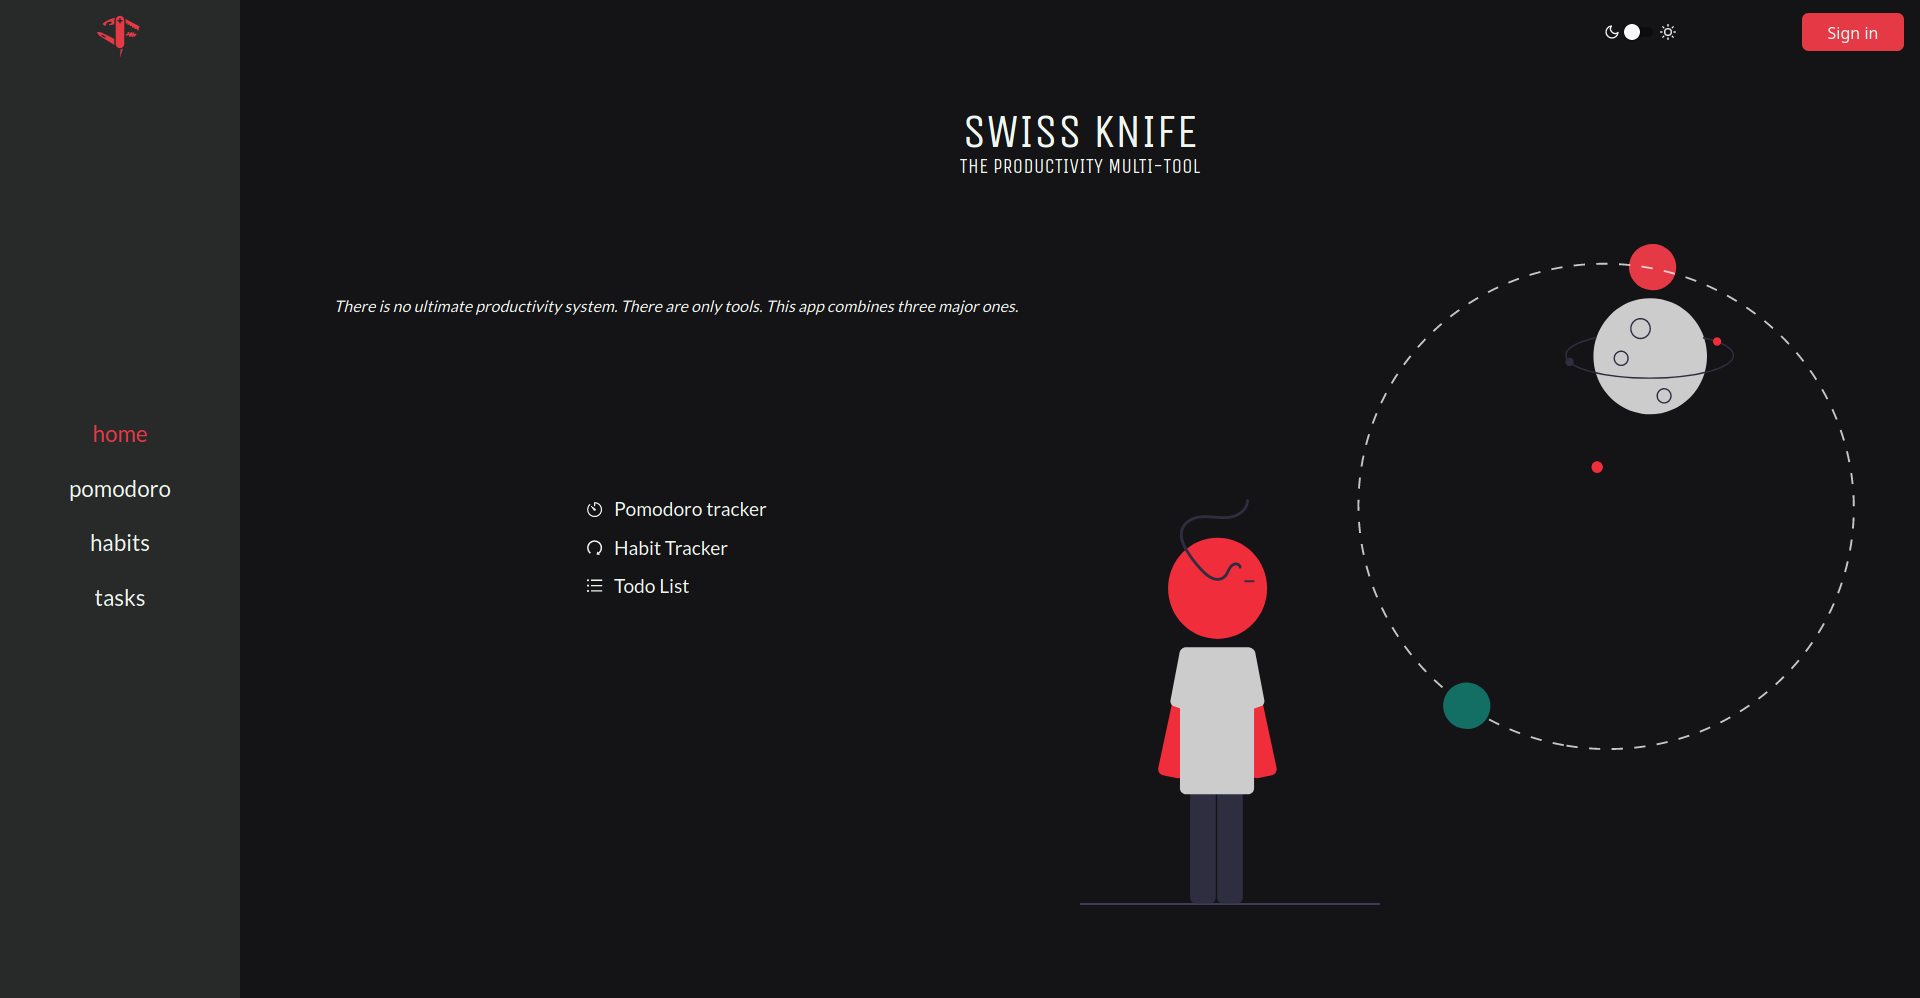 Sign in
SWISS KNIFE
THE PRODUCTIVITY MULTI-TOOL
There is no ultimate productivity system. There are only tools. This app combines three major ones.
home
pomodoro
habits
tasks
Pomodoro tracker
Habit Tracker
Todo List